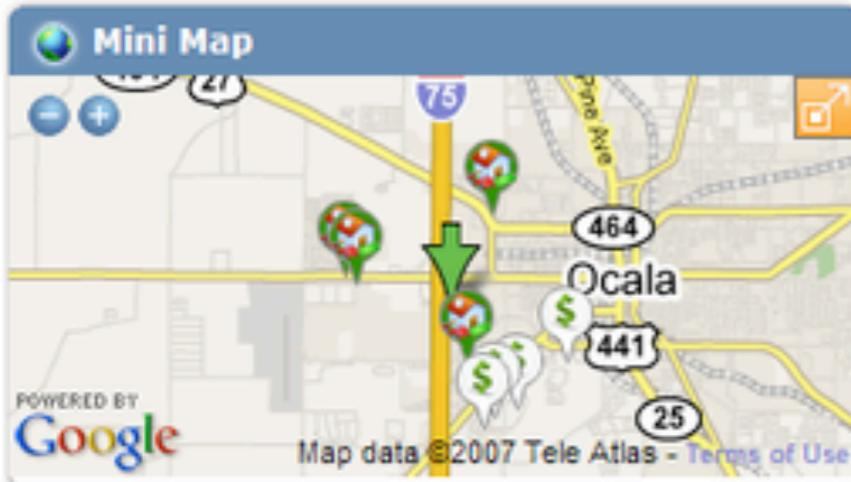 Mini Map
27
75
Pine Ave
464
Ocala
$
$
441
25
POWERED BY
Google
Map data ©2007 Tele Atlas - Terms of Use